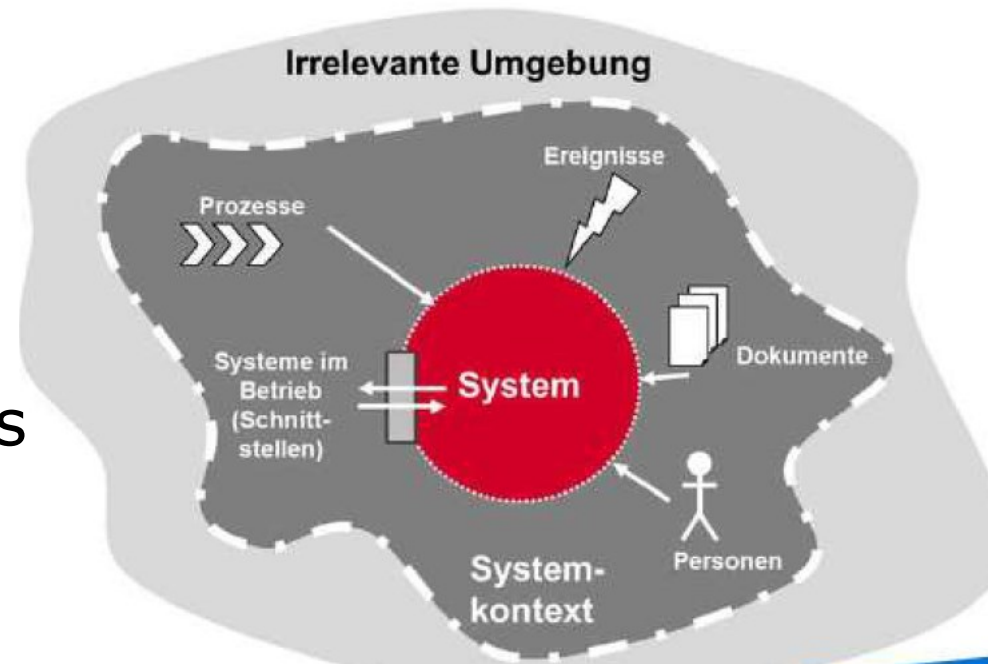 Irrelevante Umgebung
Ereignisse
Prozesse
Systeme im
Betrieb
(Schnitt-
stellen)
System
Dokumente
s
Personen
System-
kontext